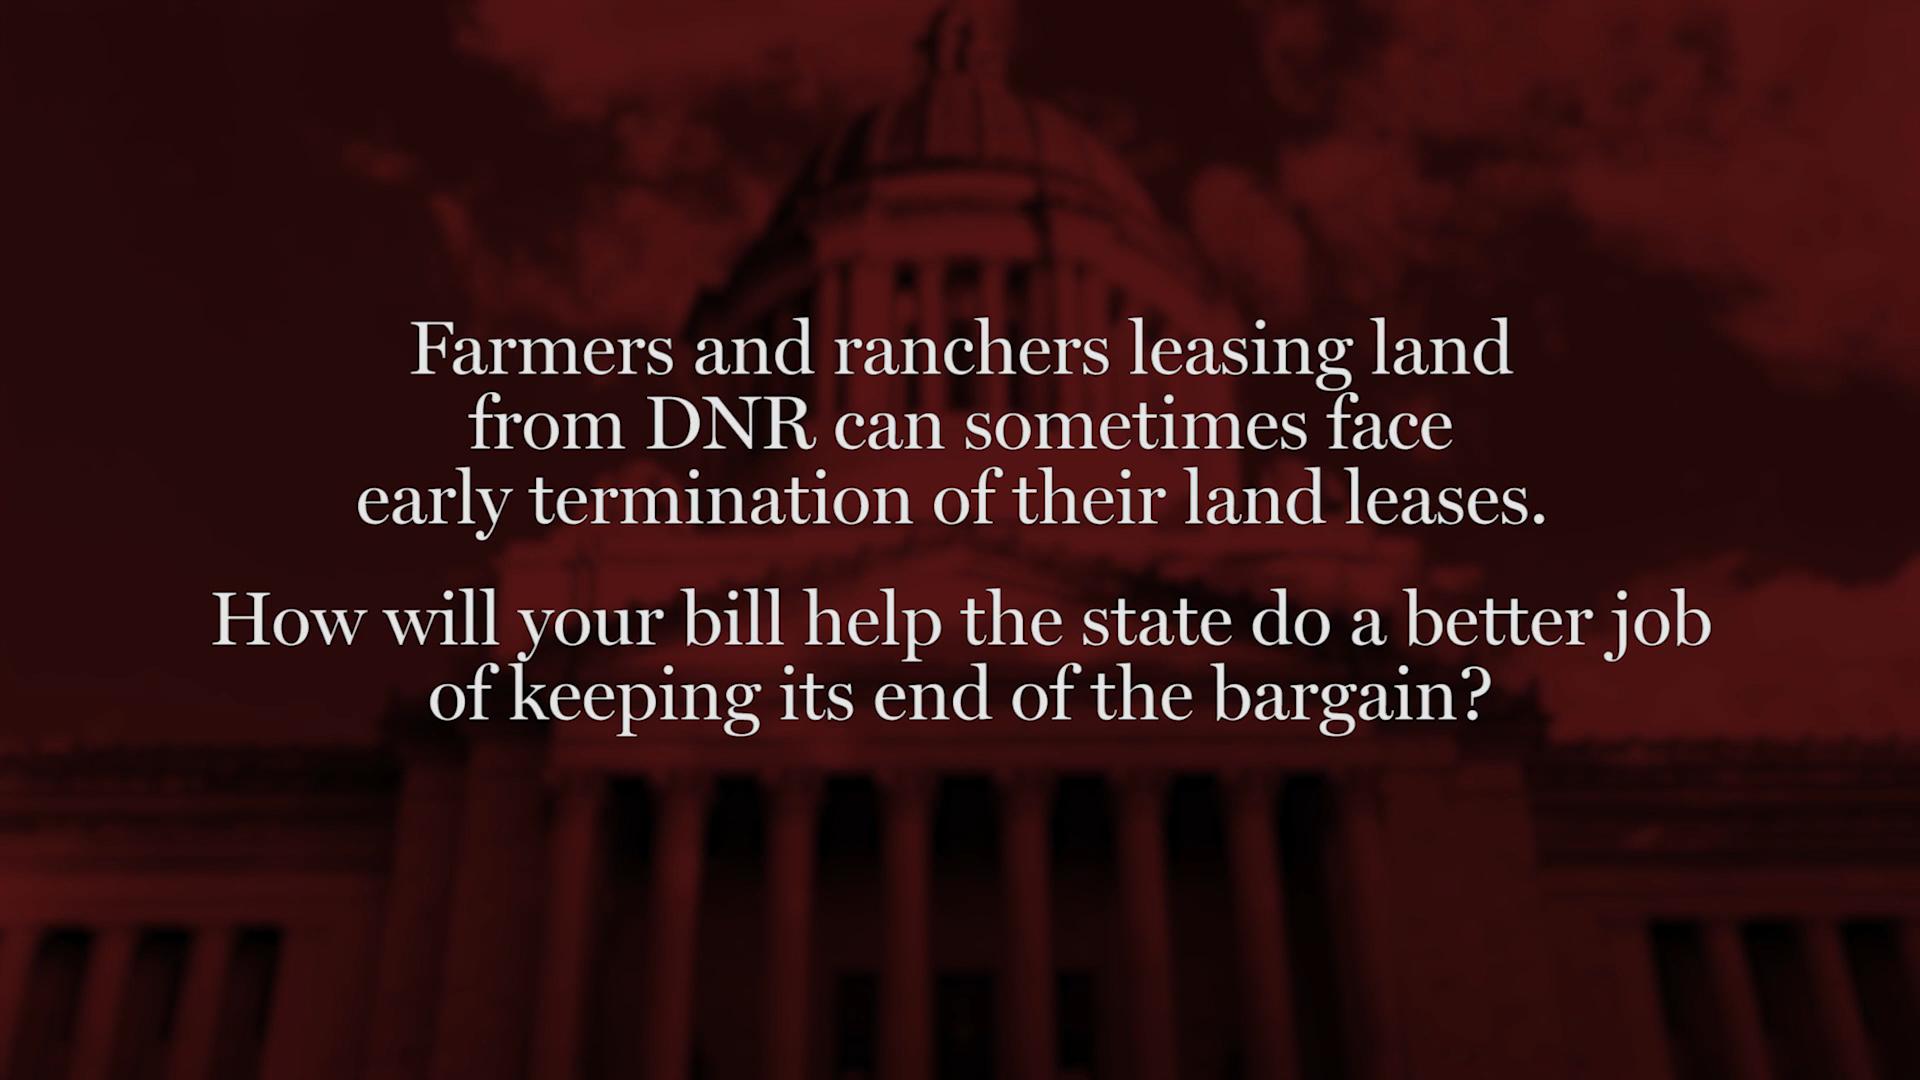 Farmers and ranchers leasing land
from DNR can sometimes face
early termination of their land leases.
How will your bill help the state do a better job
of keeping its end of the bargain?